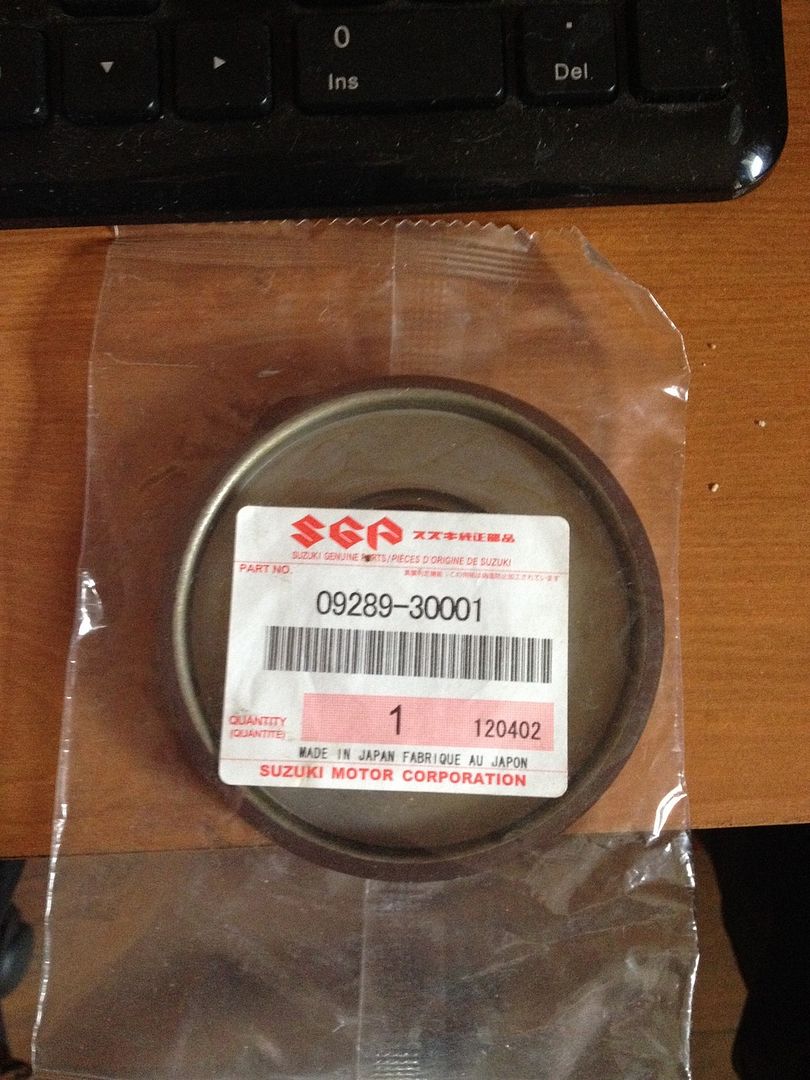 0
Ins
.
Del
SGP スズキ純正部品
SUZUKI GENUINE PARTS/PIECES D'ORIGINE DE SUZUKI
PART NO.
09289-30001
QUANTITY
(QUANTITÉ)
1
120402
MADE IN JAPAN FABRIQUE AU JAPON
SUZUKI MOTOR CORPORATION